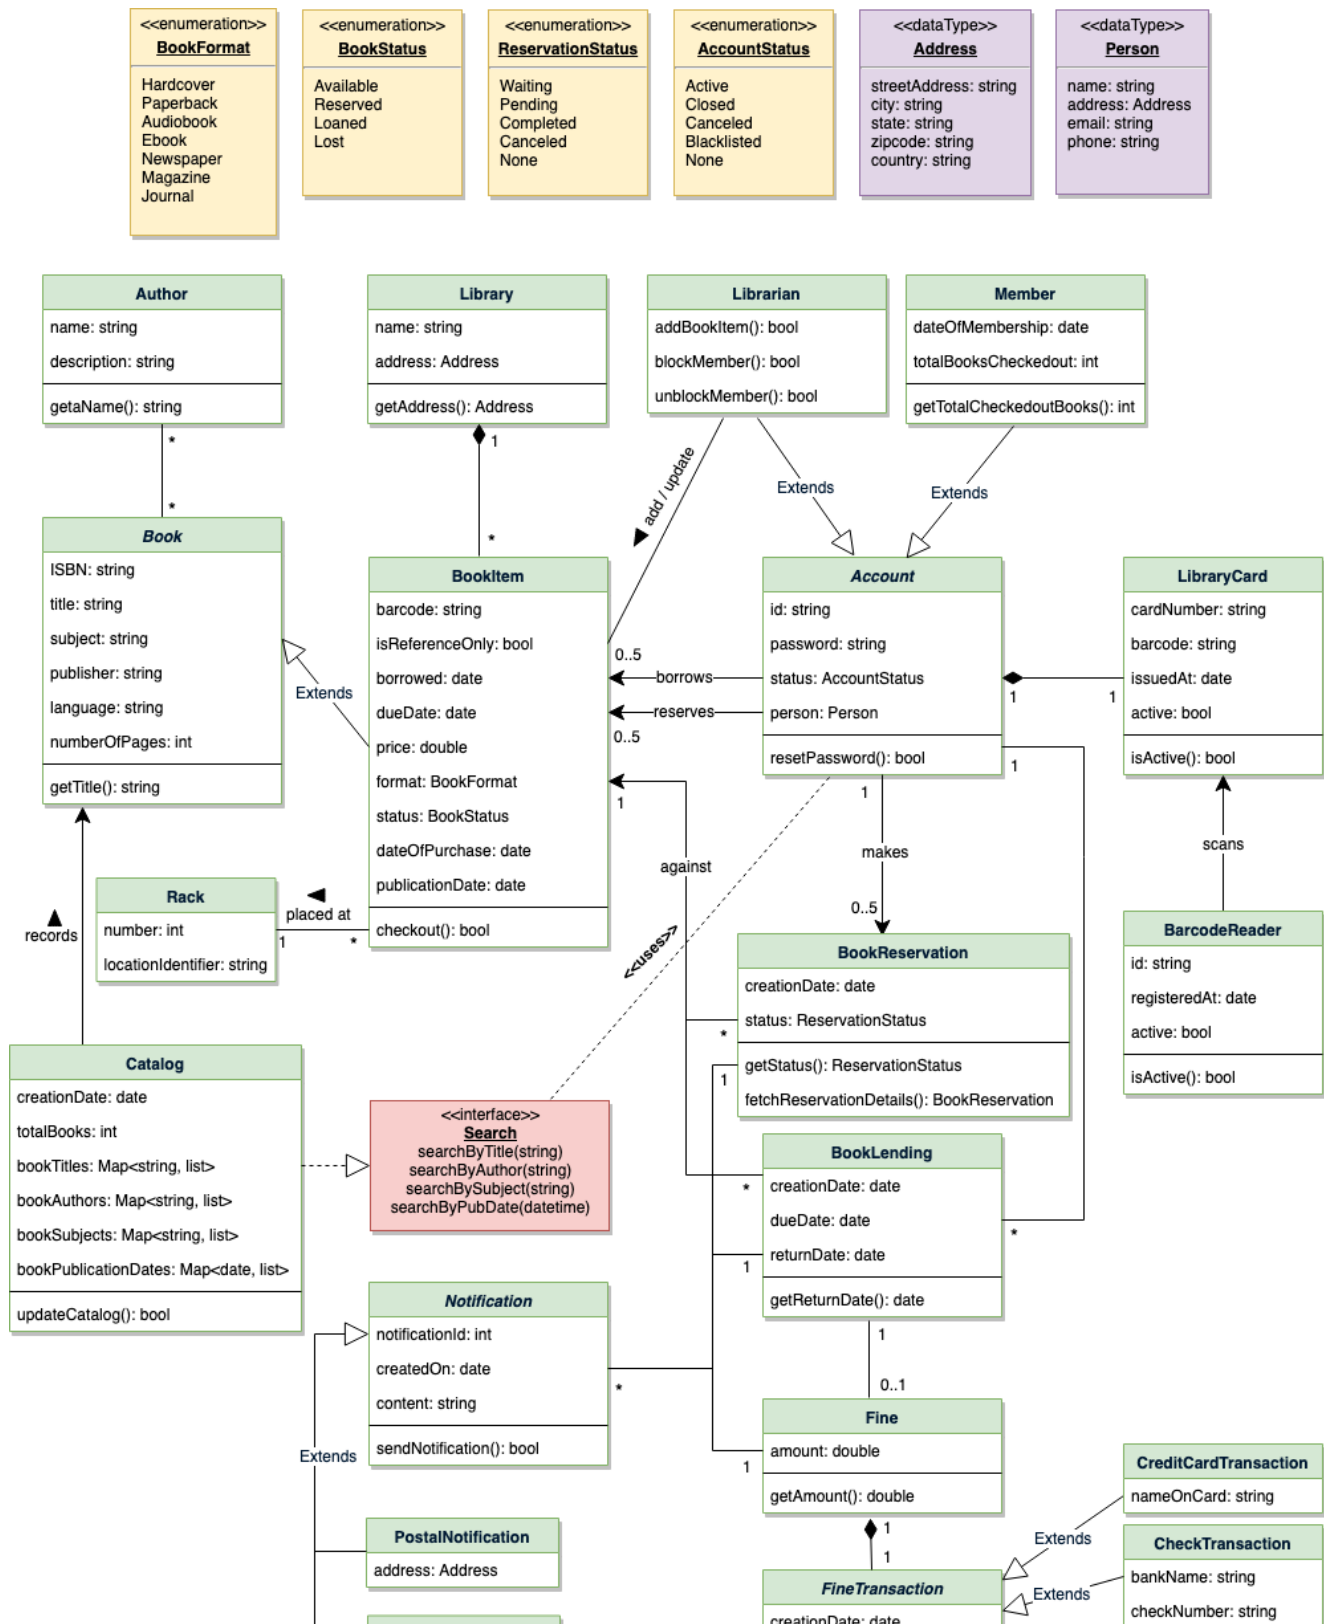 <<enumeration>>
BookFormat
Hardcover
Paperback
Audiobook
Ebook
Newspaper
Magazine
Journal
<<enumeration>>
BookStatus
Available
Reserved
Loaned
Lost
<<enumeration>>
ReservationStatus
Waiting
Pending
Completed
Canceled
None
<<enumeration>>
AccountStatus
Active
Closed
Canceled
Blacklisted
None
<<dataType>>
Address
streetAddress: string
city: string
state: string
zipcode: string
country: string
<<dataType>>
Person
name: string
address: Address
email: string
phone: string
Author
name: string
description: string
getaName(): string
*
*
Library
name: string
address: Address
getAddress(): Address
1
*
Librarian
addBookItem(): bool
blockMember(): bool
unblockMember(): bool
add / update
Extends
Member
dateOfMembership: date
totalBooksCheckedout: int
getTotalCheckedoutBooks(): int
Extends
Book
ISBN: string
title: string
subject: string
publisher: string
language: string
numberOfPages: int
getTitle(): string
Extends
BookItem
barcode: string
isReferenceOnly: bool
borrowed: date
dueDate: date
price: double
format: BookFormat
status: BookStatus
dateOfPurchase: date
publicationDate: date
checkout(): bool
0..5
borrows
reserves
0..5
1
Account
id: string
password: string
status: AccountStatus
person: Person
resetPassword(): bool
1
1
1
LibraryCard
cardNumber: string
barcode: string
issuedAt: date
active: bool
isActive(): bool
1
makes
0..5
against
scans
Rack
number: int
locationIdentifier: string
placed at
1
*
records
<<uses>>
BookReservation
creationDate: date
status: ReservationStatus
getStatus(): ReservationStatus
fetchReservationDetails(): BookReservation
*
1
BarcodeReader
id: string
registeredAt: date
active: bool
isActive(): bool
Catalog
creationDate: date
totalBooks: int
bookTitles: Map<string, list>
bookAuthors: Map<string, list>
bookSubjects: Map<string, list>
bookPublicationDates: Map<date, list>
updateCatalog(): bool
<<interface>>
Search
searchByTitle(string)
searchByAuthor(string)
searchBySubject(string)
searchByPubDate(datetime)
BookLending
creationDate: date
dueDate: date
returnDate: date
getReturnDate(): date
*
*
1
1
0..1
Notification
notificationId: int
createdOn: date
content: string
sendNotification(): bool
*
Extends
Fine
amount: double
getAmount(): double
1
1
1
PostalNotification
address: Address
FineTransaction
creationDate: date
CreditCardTransaction
nameOnCard: string
Extends
CheckTransaction
bankName: string
checkNumber: string
Extends